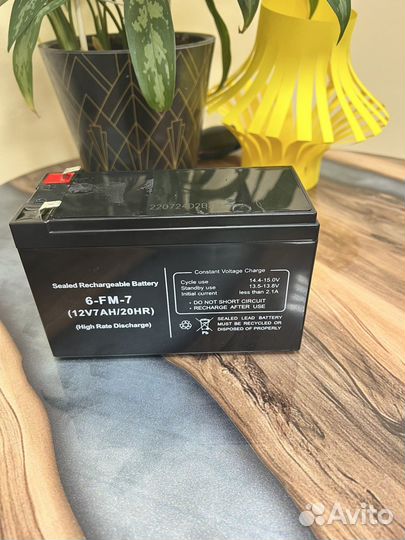 22072402B
Sealed Rechargeable Battery
6-FM-7
(12V7AH/20HR)
(High Rate Discharge)
Constant Voltage Charge
Cycle use 14.4-15.0V
Standby use 13.5-13.8V
Initial current less than 2.1A
• DO NOT SHORT CIRCUIT
• RECHARGE AFTER USE
SEALED LEAD BATTERY
MUST BE RECYCLED OR
DISPOSED OF PROPERLY
Pb
Avito